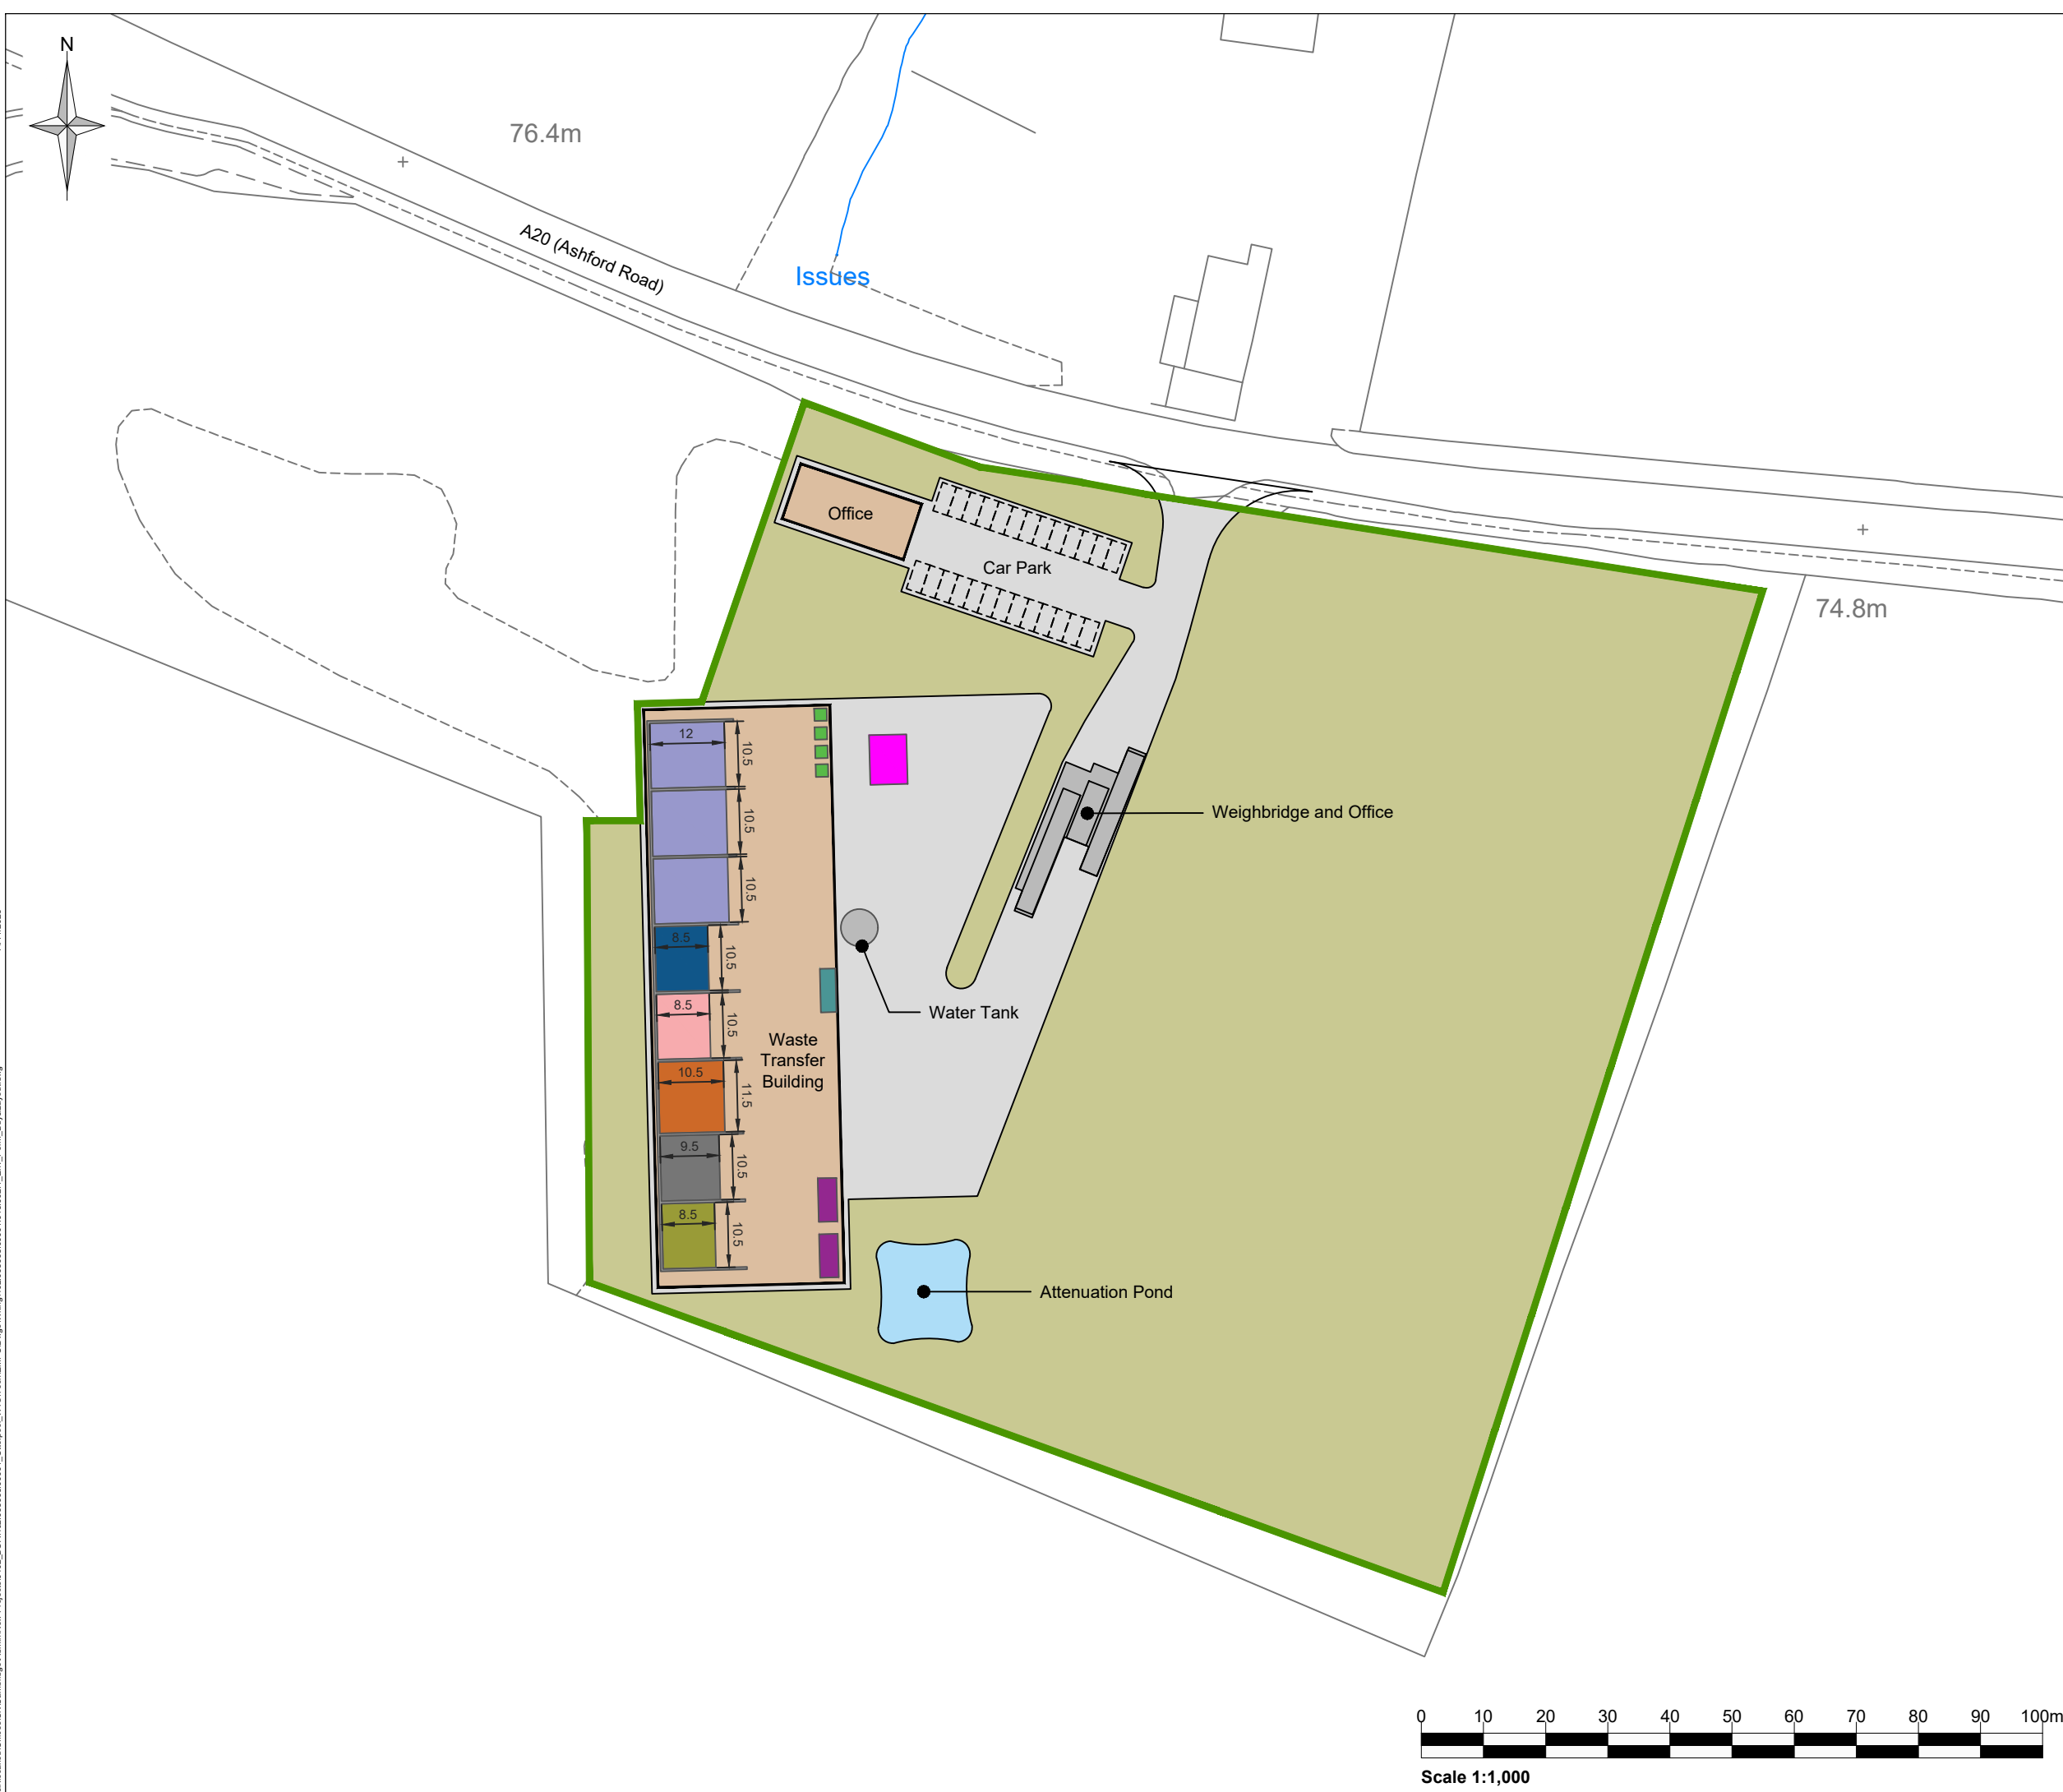 N
76.4m
A20 (Ashford Road)
Issues
Office
Car Park
74.8m
12
10.5
10.5
10.5
Weighbridge and Office
8.5
10.5
8.5
10.5
Water Tank
Waste
Transfer
Building
10.5
11.5
9.5
10.5
8.5
10.5
Attenuation Pond
0 10 20 30 40 50 60 70 80 90 100m
Scale 1:1,000